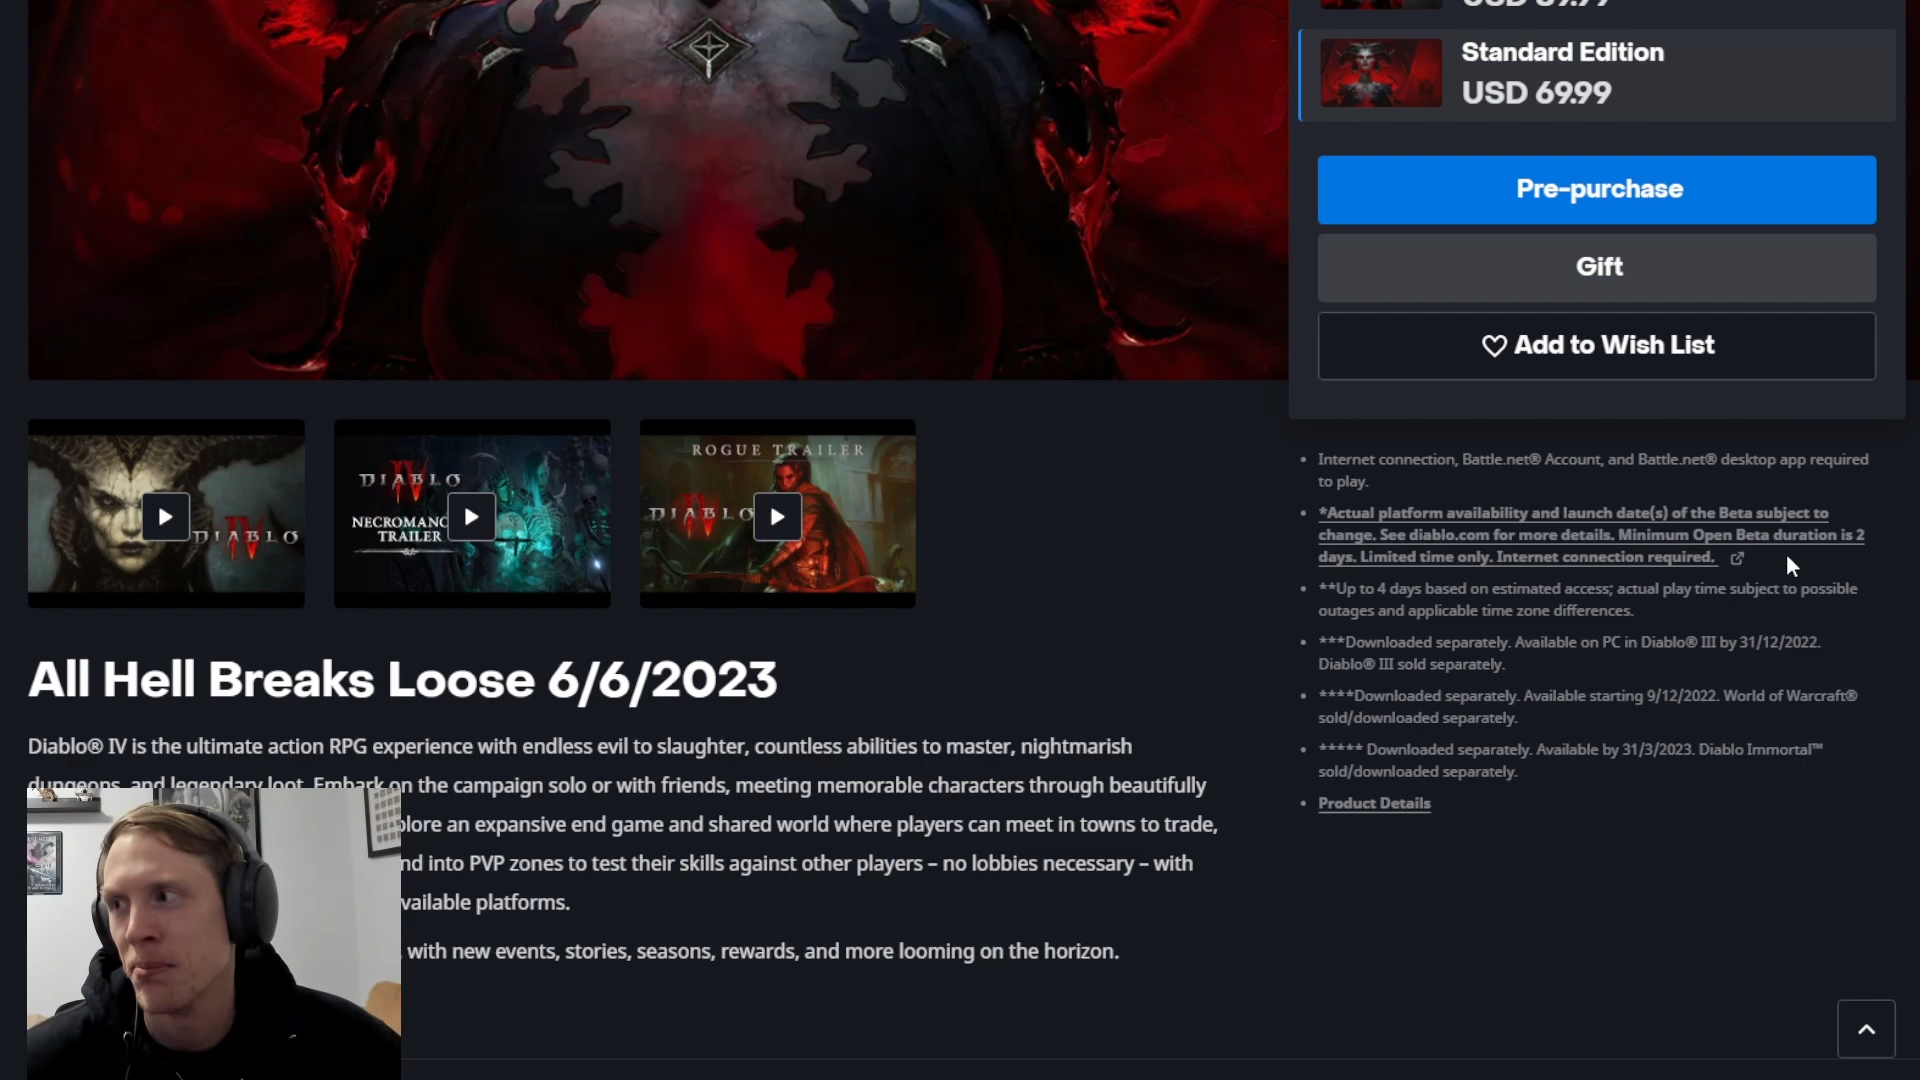 Standard Edition
USD 69.99
Pre-purchase
Gift
Add to Wish List
ROGUE TRAILER
DIABLO IV
DIABLO IV
NECROMANC
TRAILER
DIABLO IV
Internet connection, Battle.net® Account, and Battle.net® desktop app required
to play.
*Actual platform availability and launch date(s) of the Beta subject to
change. See diablo.com for more details. Minimum Open Beta duration is 2
days. Limited time only. Internet connection required.
**Up to 4 days based on estimated access; actual play time subject to possible
outages and applicable time zone differences.
***Downloaded separately. Available on PC in Diablo® III by 31/12/2022.
Diablo® III sold separately.
****Downloaded separately. Available starting 9/12/2022. World of Warcraft®
sold/downloaded separately.
***** Downloaded separately. Available by 31/3/2023. Diablo Immortal™
sold/downloaded separately.
Product Details
All Hell Breaks Loose 6/6/2023
Diablo® IV is the ultimate action RPG experience with endless evil to slaughter, countless abilities to master, nightmarish
dungeons, and legendary loot. Embark on the campaign solo or with friends, meeting memorable characters through beautifully
plore an expansive end game and shared world where players can meet in towns to trade,
nd into PVP zones to test their skills against other players – no lobbies necessary – with
vailable platforms.
with new events, stories, seasons, rewards, and more looming on the horizon.